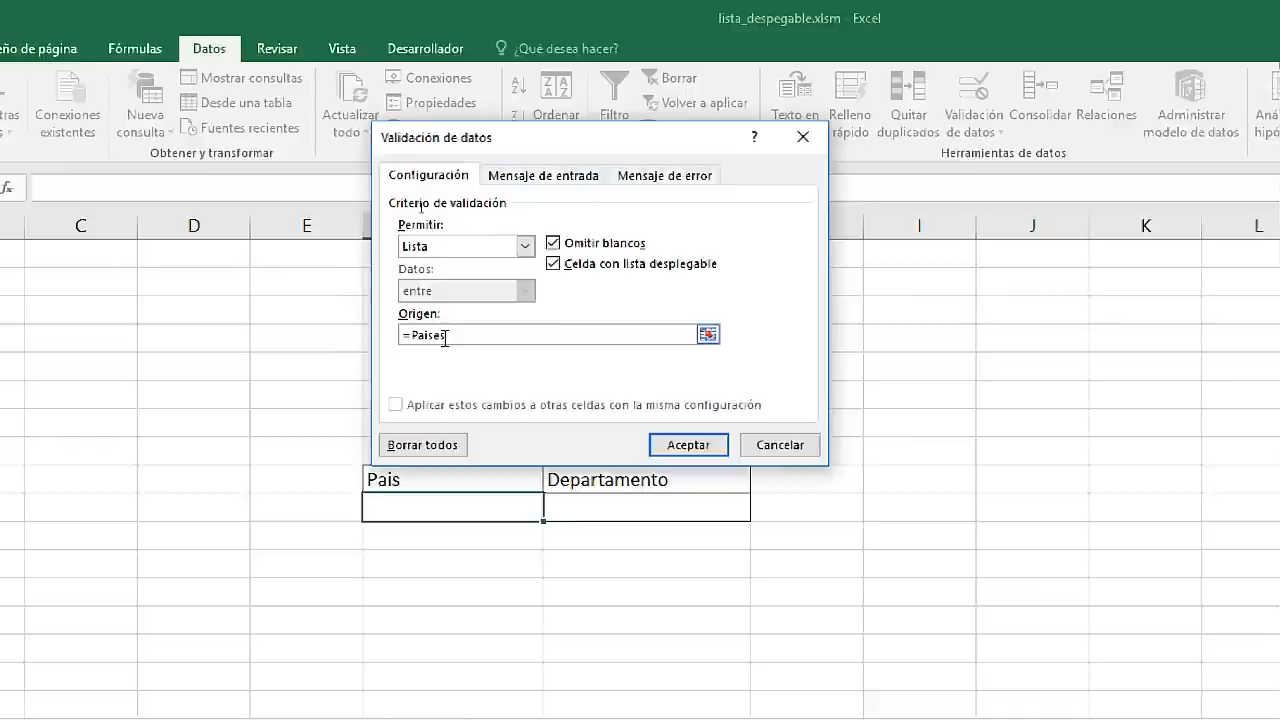 lista_despegable.xlsm - Excel
eño de página Fórmulas Datos Revisar Vista Desarrollador ¿Qué desea hacer?
Conexiones existentes
Nueva consulta
Mostrar consultas
Desde una tabla
Fuentes recientes
Obtener y transformar
Actualizar todo
Conexiones
Propiedades
Ordenar
Filtro
Borrar
Volver a aplicar
Texto en
Relleno rápido
Quitar duplicados
Validación de datos
Consolidar
Relaciones
Herramientas de datos
Administrar modelo de datos
fx
C D E I J K L
Validación de datos
?
Configuración Mensaje de entrada Mensaje de error
Criterio de validación
Permitir:
Lista
Omitir blancos
Celda con lista desplegable
Datos:
entre
Origen:
=Paises
Aplicar estos cambios a otras celdas con la misma configuración
Borrar todos Aceptar Cancelar
Pais Departamento